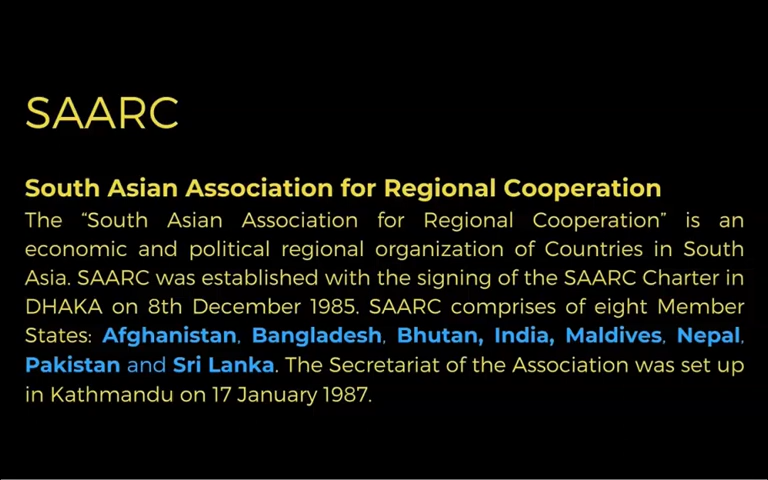 SAARC
South Asian Association for Regional Cooperation
The “South Asian Association for Regional Cooperation” is an
economic and political regional organization of Countries in South
Asia. SAARC was established with the signing of the SAARC Charter in
DHAKA on 8th December 1985. SAARC comprises of eight Member
States: Afghanistan, Bangladesh, Bhutan, India, Maldives, Nepal,
Pakistan and Sri Lanka. The Secretariat of the Association was set up
in Kathmandu on 17 January 1987.